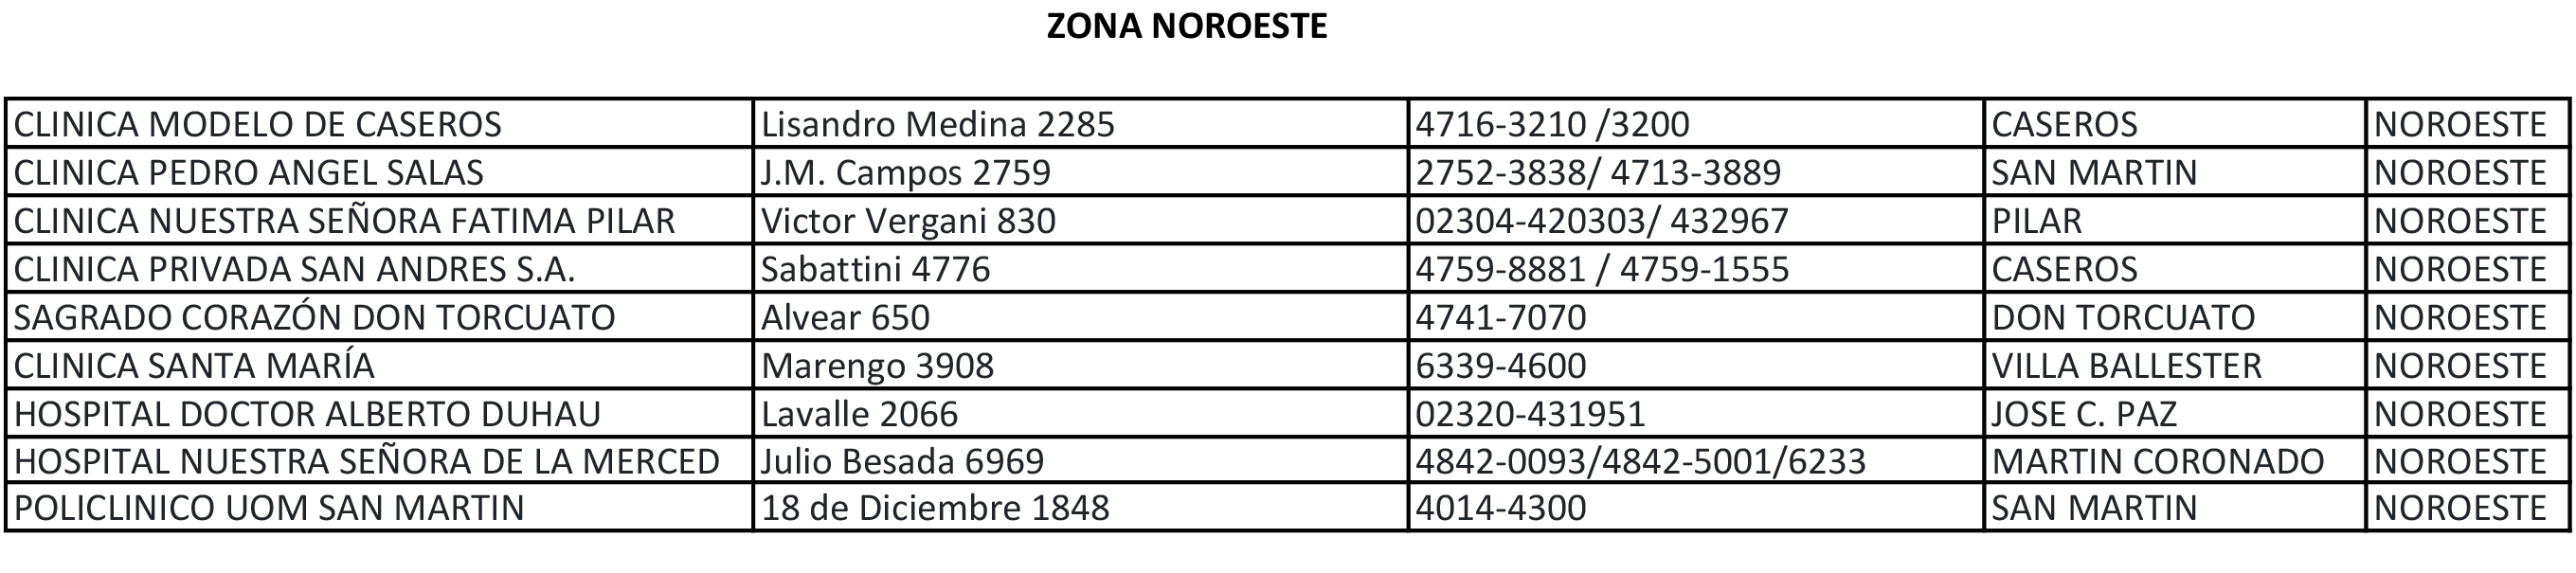 ZONA NOROESTE
CLINICA MODELO DE CASEROS Lisandro Medina 2285 4716-3210 /3200 CASEROS NOROESTE
CLINICA PEDRO ANGEL SALAS J.M. Campos 2759 2752-3838/ 4713-3889 SAN MARTIN NOROESTE
CLINICA NUESTRA SEÑORA FATIMA PILAR Victor Vergani 830 02304-420303/ 432967 PILAR NOROESTE
CLINICA PRIVADA SAN ANDRES S.A. Sabattini 4776 4759-8881 / 4759-1555 CASEROS NOROESTE
SAGRADO CORAZÓN DON TORCUATO Alvear 650 4741-7070 DON TORCUATO NOROESTE
CLINICA SANTA MARÍA Marengo 3908 6339-4600 VILLA BALLESTER NOROESTE
HOSPITAL DOCTOR ALBERTO DUHAU Lavalle 2066 02320-431951 JOSE C. PAZ NOROESTE
HOSPITAL NUESTRA SEÑORA DE LA MERCED Julio Besada 6969 4842-0093/4842-5001/6233 MARTIN CORONADO NOROESTE
POLICLINICO UOM SAN MARTIN 18 de Diciembre 1848 4014-4300 SAN MARTIN NOROESTE